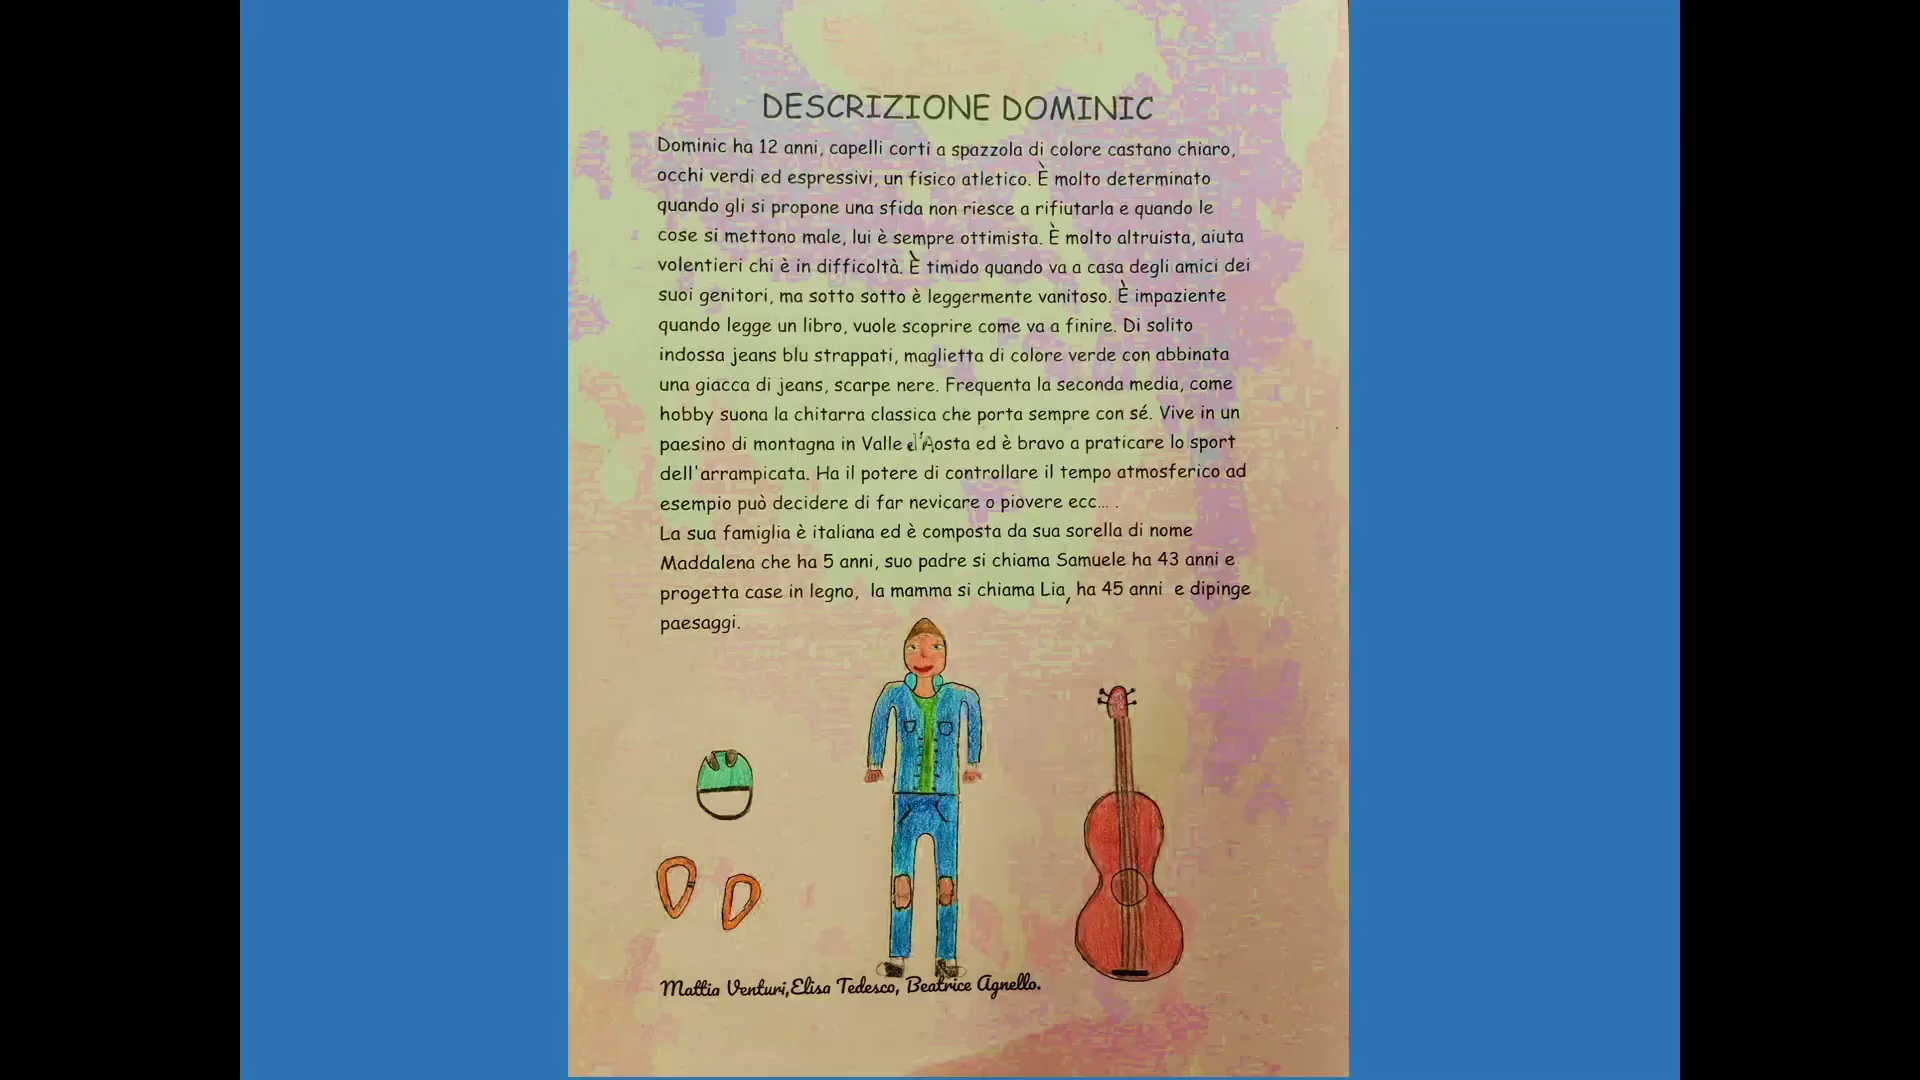 DESCRIZIONE DOMINIC
Dominic ha 12 anni, capelli corti a spazzola di colore castano chiaro,
occhi verdi ed espressivi, un fisico atletico. È molto determinato
quando gli si propone una sfida non riesce a rifiutarla e quando le
cose si mettono male, lui è sempre ottimista. È molto altruista, aiuta
volentieri chi è in difficoltà. È timido quando va a casa degli amici dei
suoi genitori, ma sotto sotto è leggermente vanitoso. È impaziente
quando legge un libro, vuole scoprire come va a finire. Di solito
indossa jeans blu strappati, maglietta di colore verde con abbinata
una giacca di jeans, scarpe nere. Frequenta la seconda media, come
hobby suona la chitarra classica che porta sempre con sé. Vive in un
paesino di montagna in Valle d'Aosta ed è bravo a praticare lo sport
dell'arrampicata. Ha il potere di controllare il tempo atmosferico ad
esempio può decidere di far nevicare o piovere ecc... .
La sua famiglia è italiana ed è composta da sua sorella di nome
Maddalena che ha 5 anni, suo padre si chiama Samuele ha 43 anni e
progetta case in legno, la mamma si chiama Lia, ha 45 anni e dipinge
paesaggi.
Mattia Venturi,Elisa Tedesco, Beatrice Agnello.